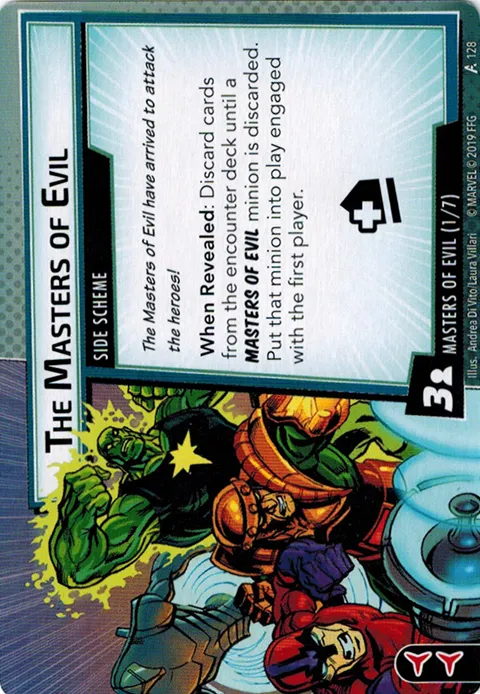 THE MASTERS OF EVIL
SIDE SCHEME
The Masters of Evil have arrived to attack
the heroes!
When Revealed: Discard cards
from the encounter deck until a
MASTERS OF EVIL minion is discarded.
Put that minion into play engaged
with the first player.
3
MASTERS OF EVIL (1/7)
Illus. Andrea Di Vito/Laura Villari © MARVEL © 2019 FFG 128